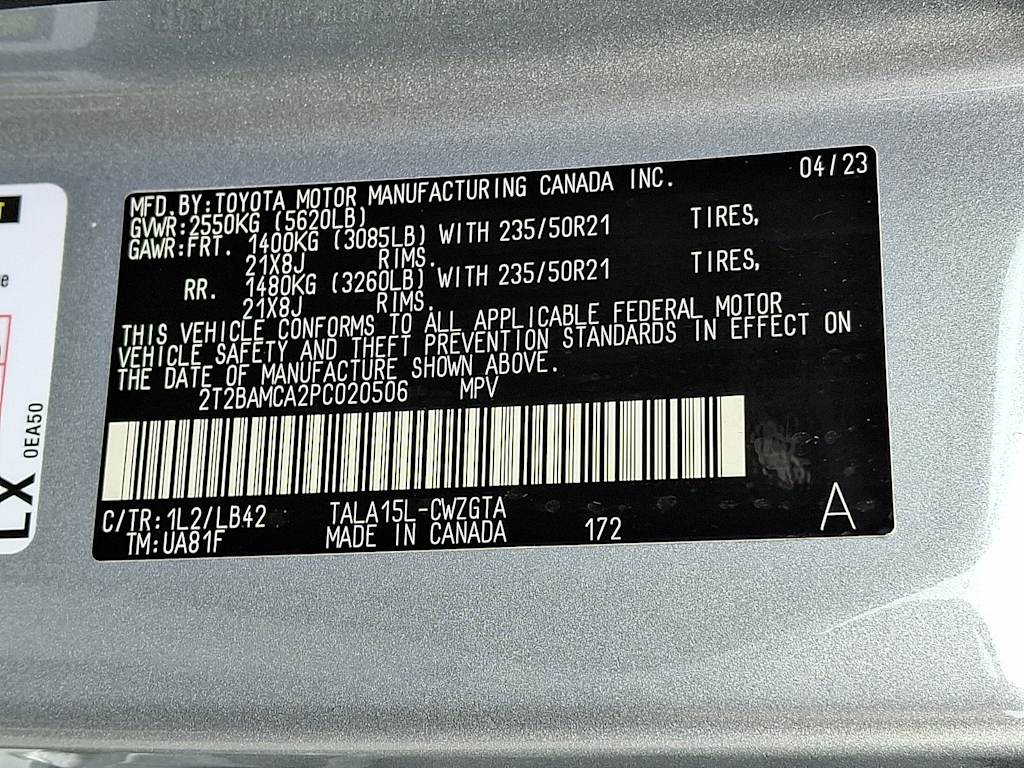 MFD. BY: TOYOTA MOTOR MANUFACTURING CANADA INC. 04/23
GVWR: 2550KG (5620LB)
GAWR: FRT. 1400KG (3085LB) WITH 235/50R21 TIRES,
21X8J RIMS.
RR. 1480KG (3260LB) WITH 235/50R21 TIRES,
21X8J RIMS.
THIS VEHICLE CONFORMS TO ALL APPLICABLE FEDERAL MOTOR
VEHICLE SAFETY AND THEFT PREVENTION STANDARDS IN EFFECT ON
THE DATE OF MANUFACTURE SHOWN ABOVE.
2T2BAMCA2PC020506 MPV
C/TR: 1L2/LB42 TALA15L-CWZGTA
TM: UA81F MADE IN CANADA 172
A
0EA50
LX